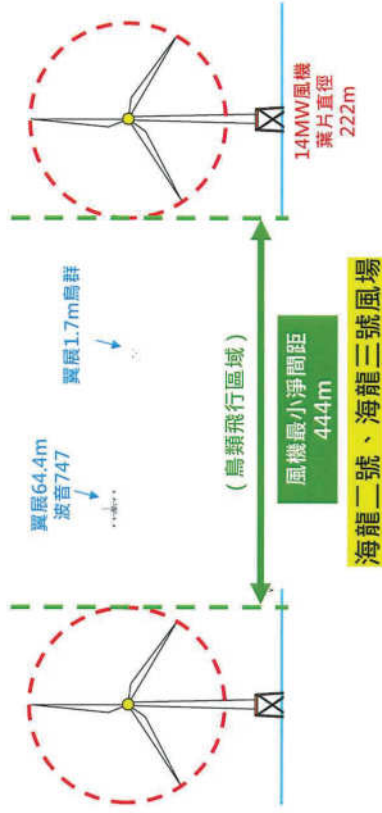 翼展64.4m
波音747
翼展1.7m鳥群
(鳥類飛行區域)
風機最小淨間距
444m
14MW風機
葉片直徑
222m
海龍二號、海龍三號風場